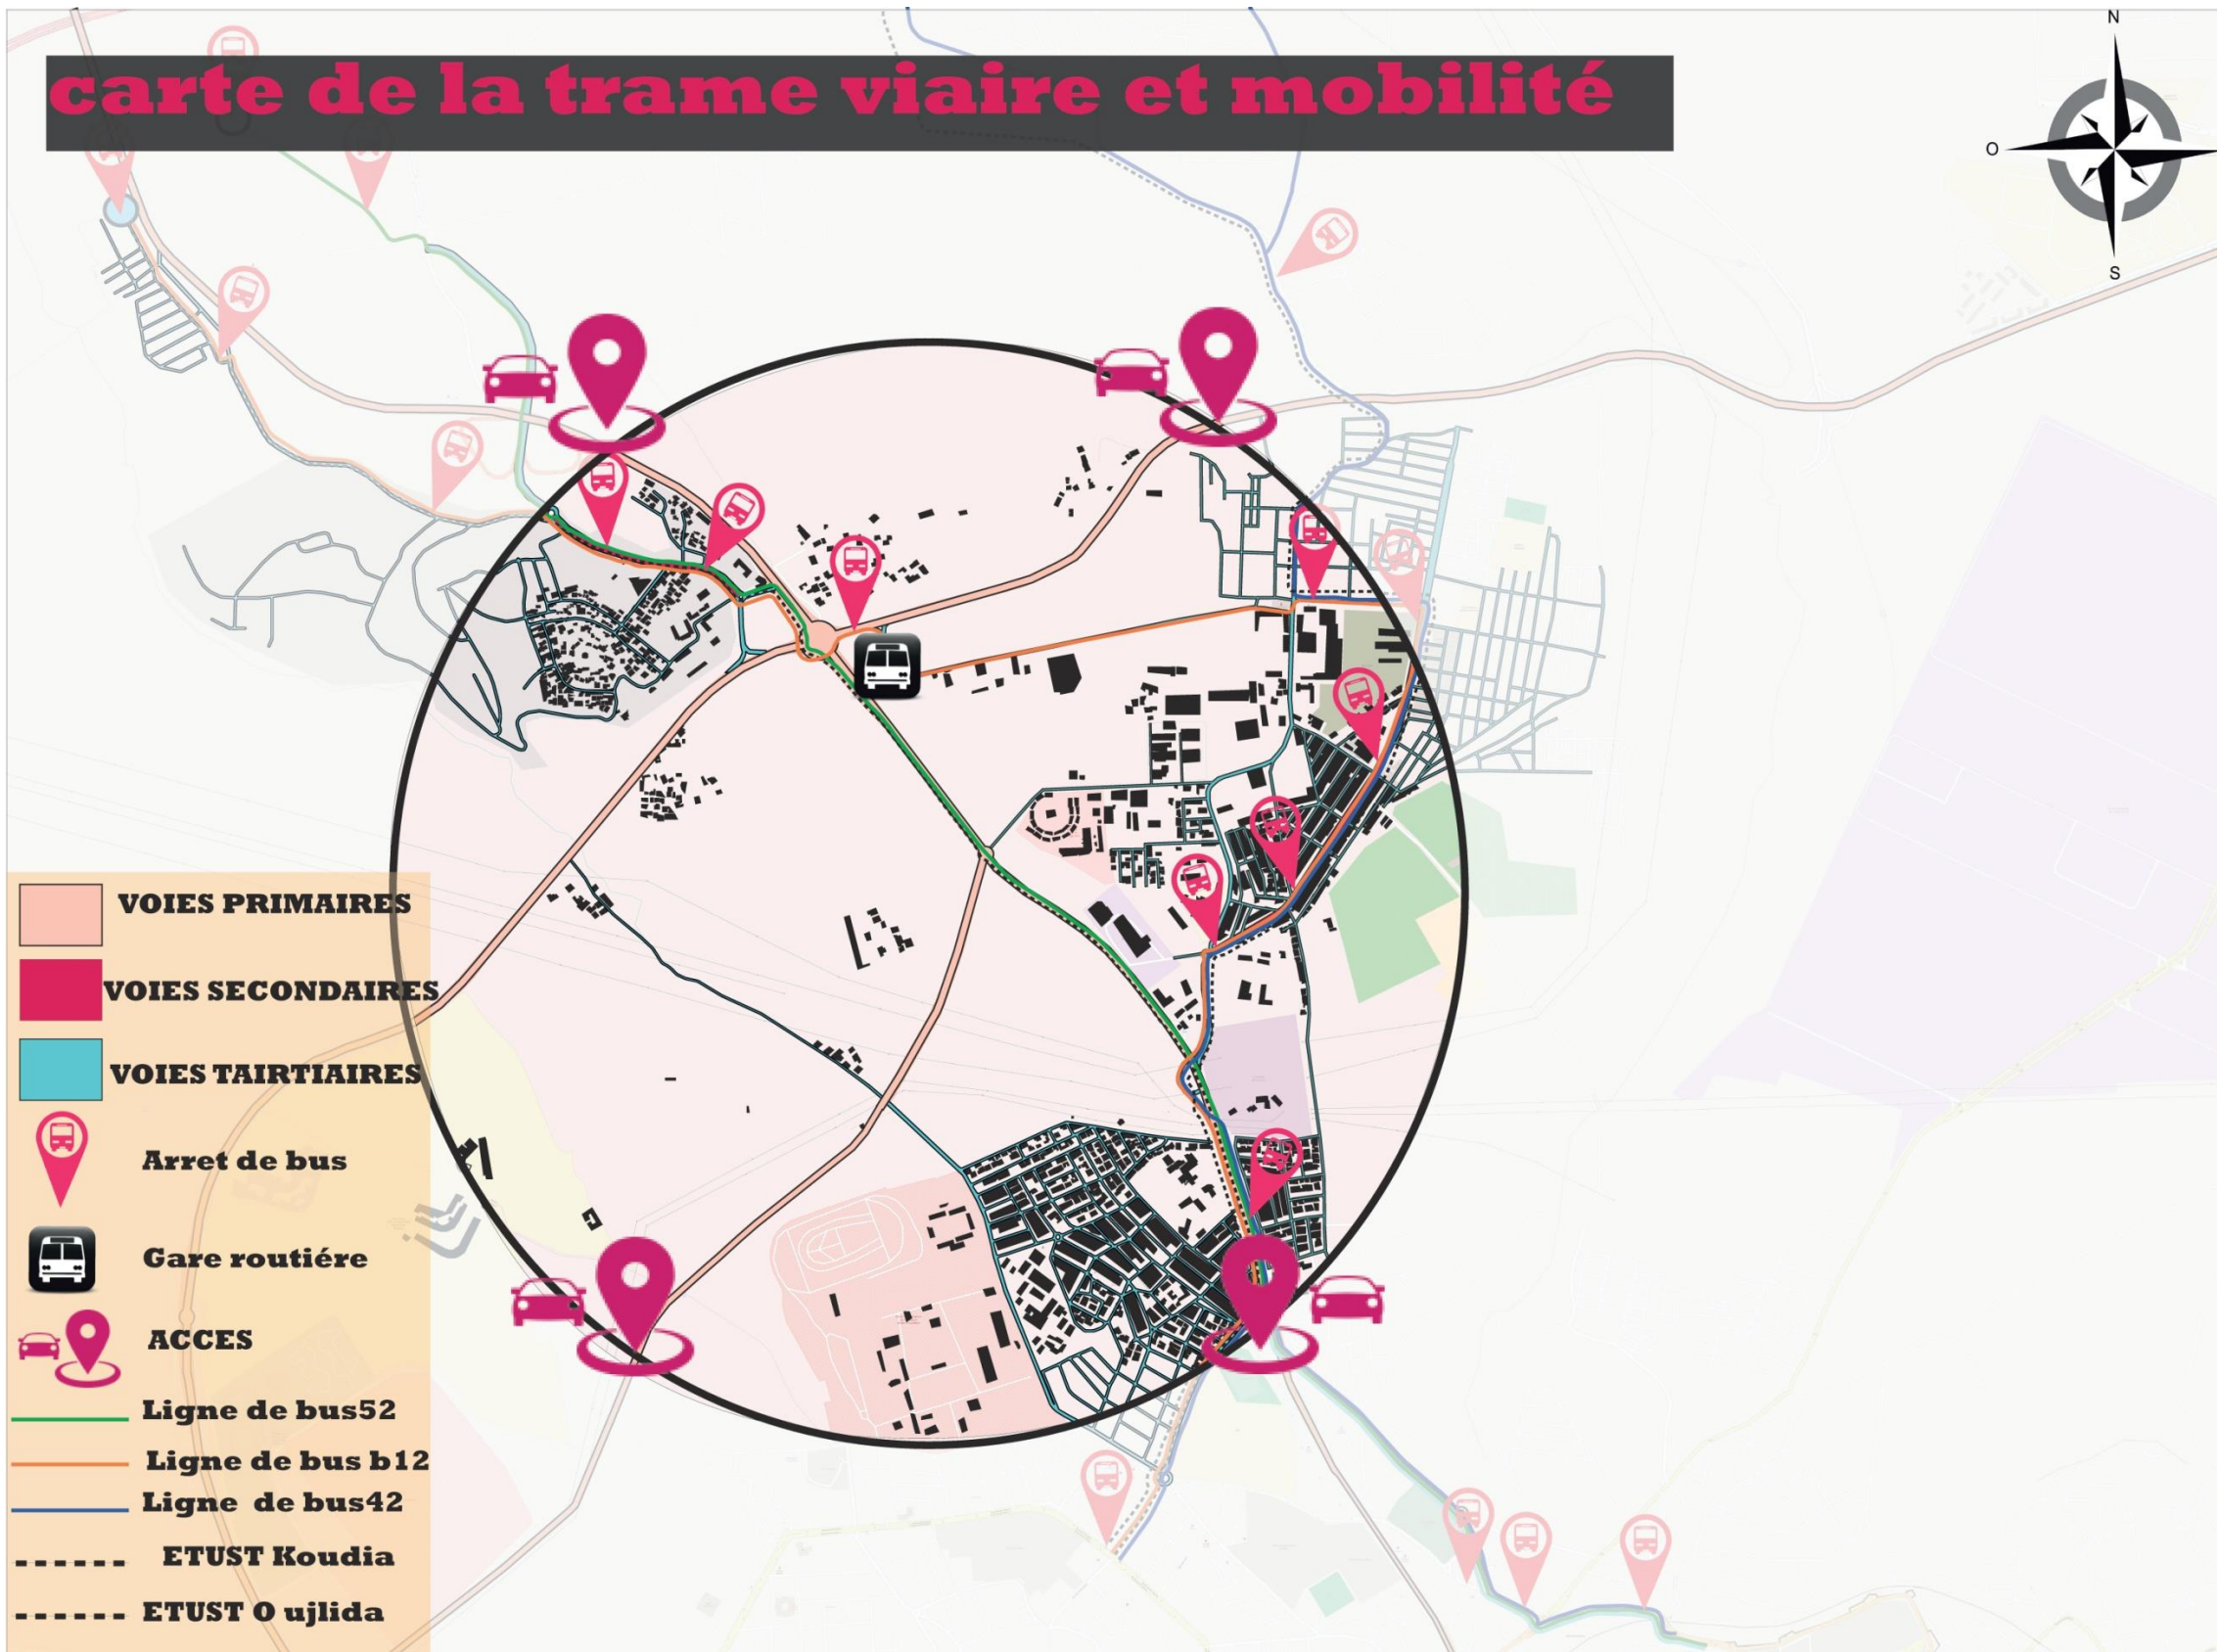 carte de la trame viaire et mobilité
N
O
S
VOIES PRIMAIRES
VOIES SECONDAIRES
VOIES TAIRTIAIRES
Arret de bus
Gare routiére
ACCES
Ligne de bus52
Ligne de bus b12
Ligne de bus42
ETUST Koudia
ETUST O ujlida